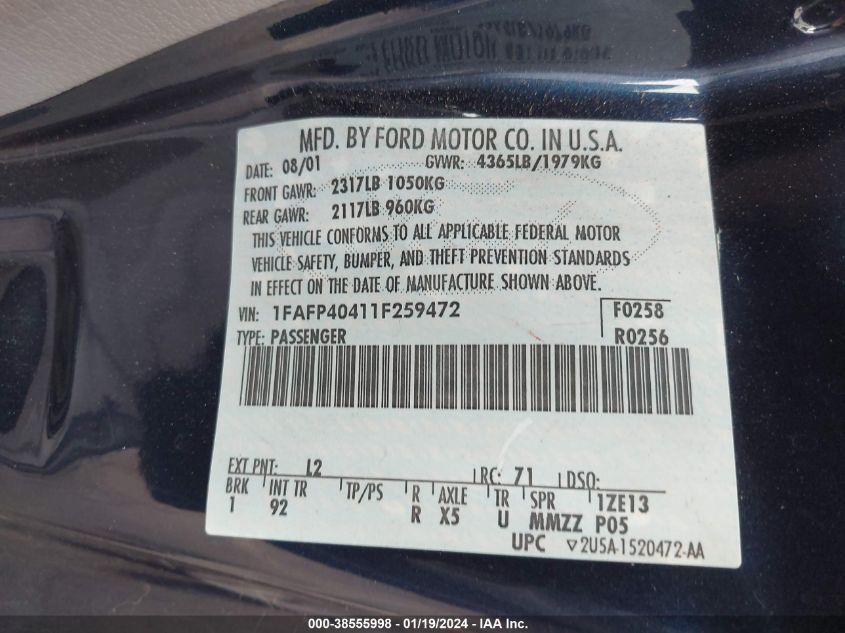 MFD. BY FORD MOTOR CO. IN U.S.A.
DATE: 08/01 GVWR: 4365LB/1979KG
FRONT GAWR: 2317LB 1050KG
REAR GAWR: 2117LB 960KG
THIS VEHICLE CONFORMS TO ALL APPLICABLE FEDERAL MOTOR
VEHICLE SAFETY, BUMPER, AND THEFT PREVENTION STANDARDS
IN EFFECT ON THE DATE OF MANUFACTURE SHOWN ABOVE.
VIN: 1FAFP40411F259472 F0258
TYPE: PASSENGER R0256
EXT PNT: L2 RC: 71 DSO:
BRK INT TR TP/PS R AXLE TR SPR 1ZE13
1 92 R X5 U MMZZ P05
UPC ▽2USA-1520472-AA
000-38555998 - 01/19/2024 - IAA Inc.